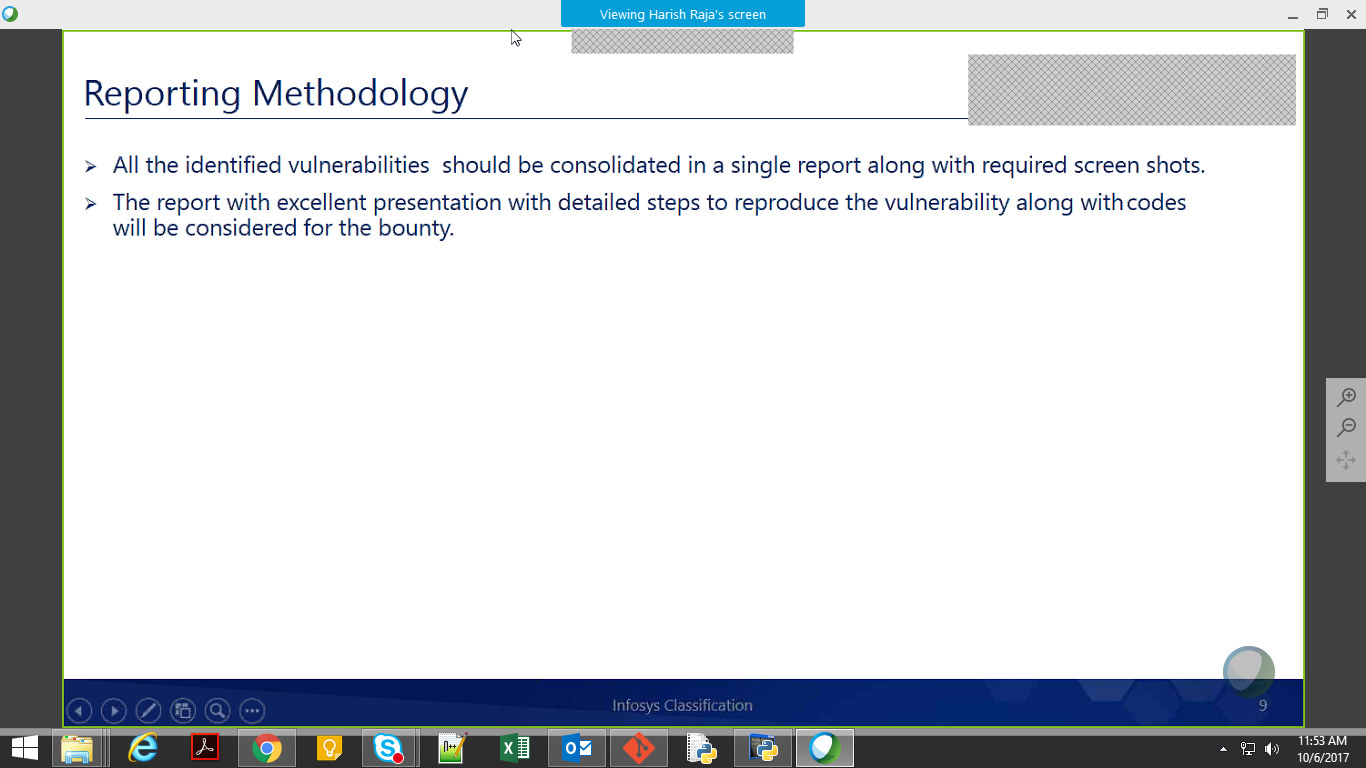 Viewing Harish Raja's screen
Reporting Methodology
➢ All the identified vulnerabilities should be consolidated in a single report along with required screen shots.
➢ The report with excellent presentation with detailed steps to reproduce the vulnerability along with codes
will be considered for the bounty.
Infosys Classification
9
11:53 AM
10/6/2017